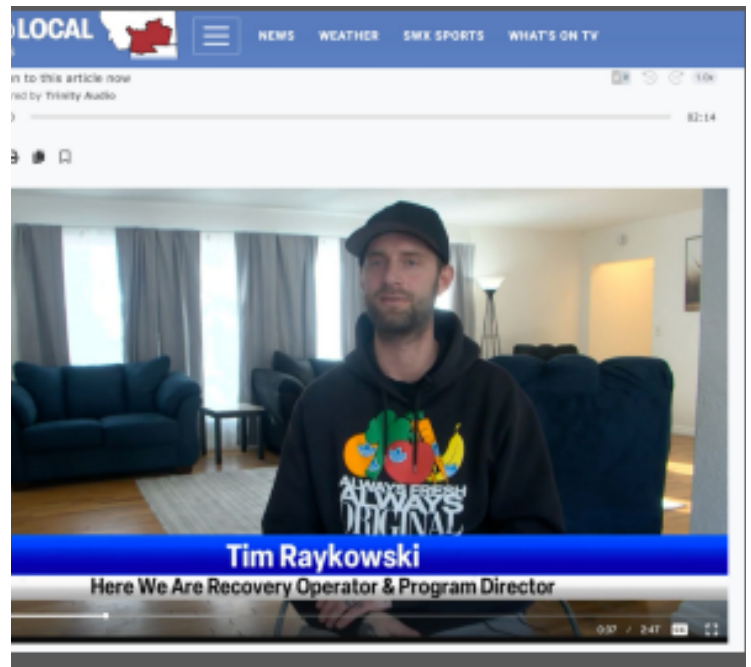 LOCAL
NEWS WEATHER SMX SPORTS WHAT'S ON TV
n to this article now
red by Trinity Audio
1.0x
02:14
ALWAYS FRESH
ALWAYS
ORIGINAL
Tim Raykowski
Here We Are Recovery Operator & Program Director
0:37 / 2:47